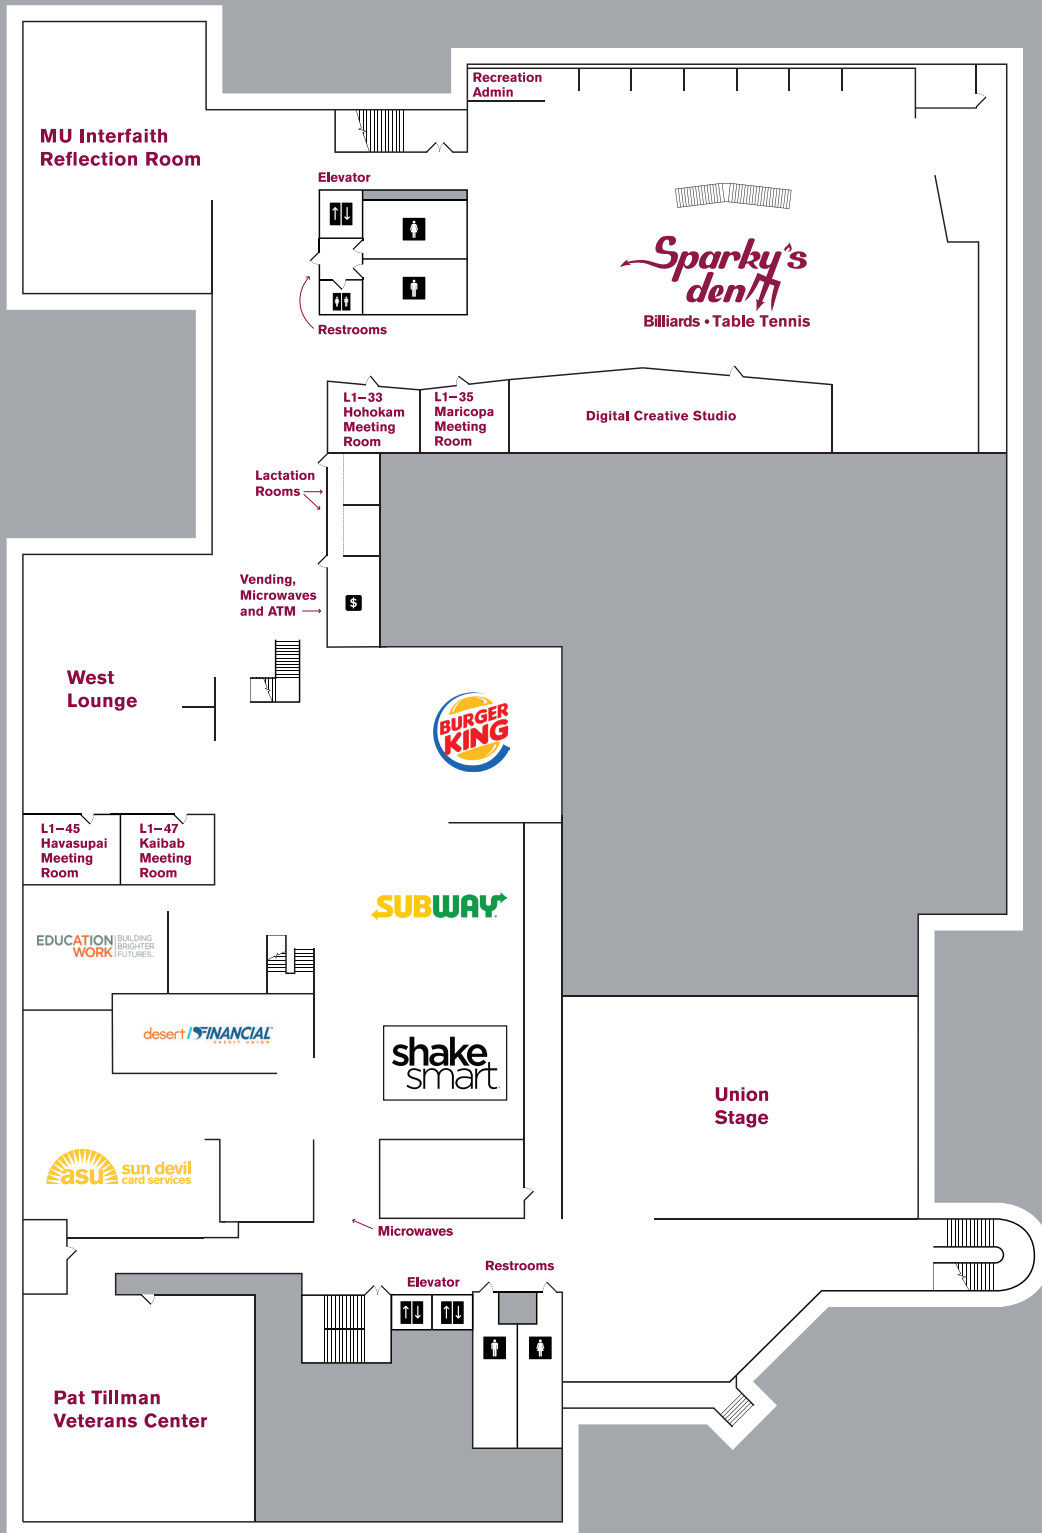 Recreation
Admin
MU Interfaith
Reflection Room
Elevator
Sparky's
den
Billiards • Table Tennis
Restrooms
L1–33
Hohokam
Meeting
Room
L1–35
Maricopa
Meeting
Room
Digital Creative Studio
Lactation
Rooms
Vending,
Microwaves
and ATM
$
West
Lounge
BURGER
KING
L1–45
Havasupai
Meeting
Room
L1–47
Kaibab
Meeting
Room
SUBWAY
EDUCATION
WORK
BUILDING
BRIGHTER
FUTURES.
desert FINANCIAL
CREDIT UNION
shake
smart
Union
Stage
asu sun devil
card services
Microwaves
Restrooms
Elevator
Pat Tillman
Veterans Center